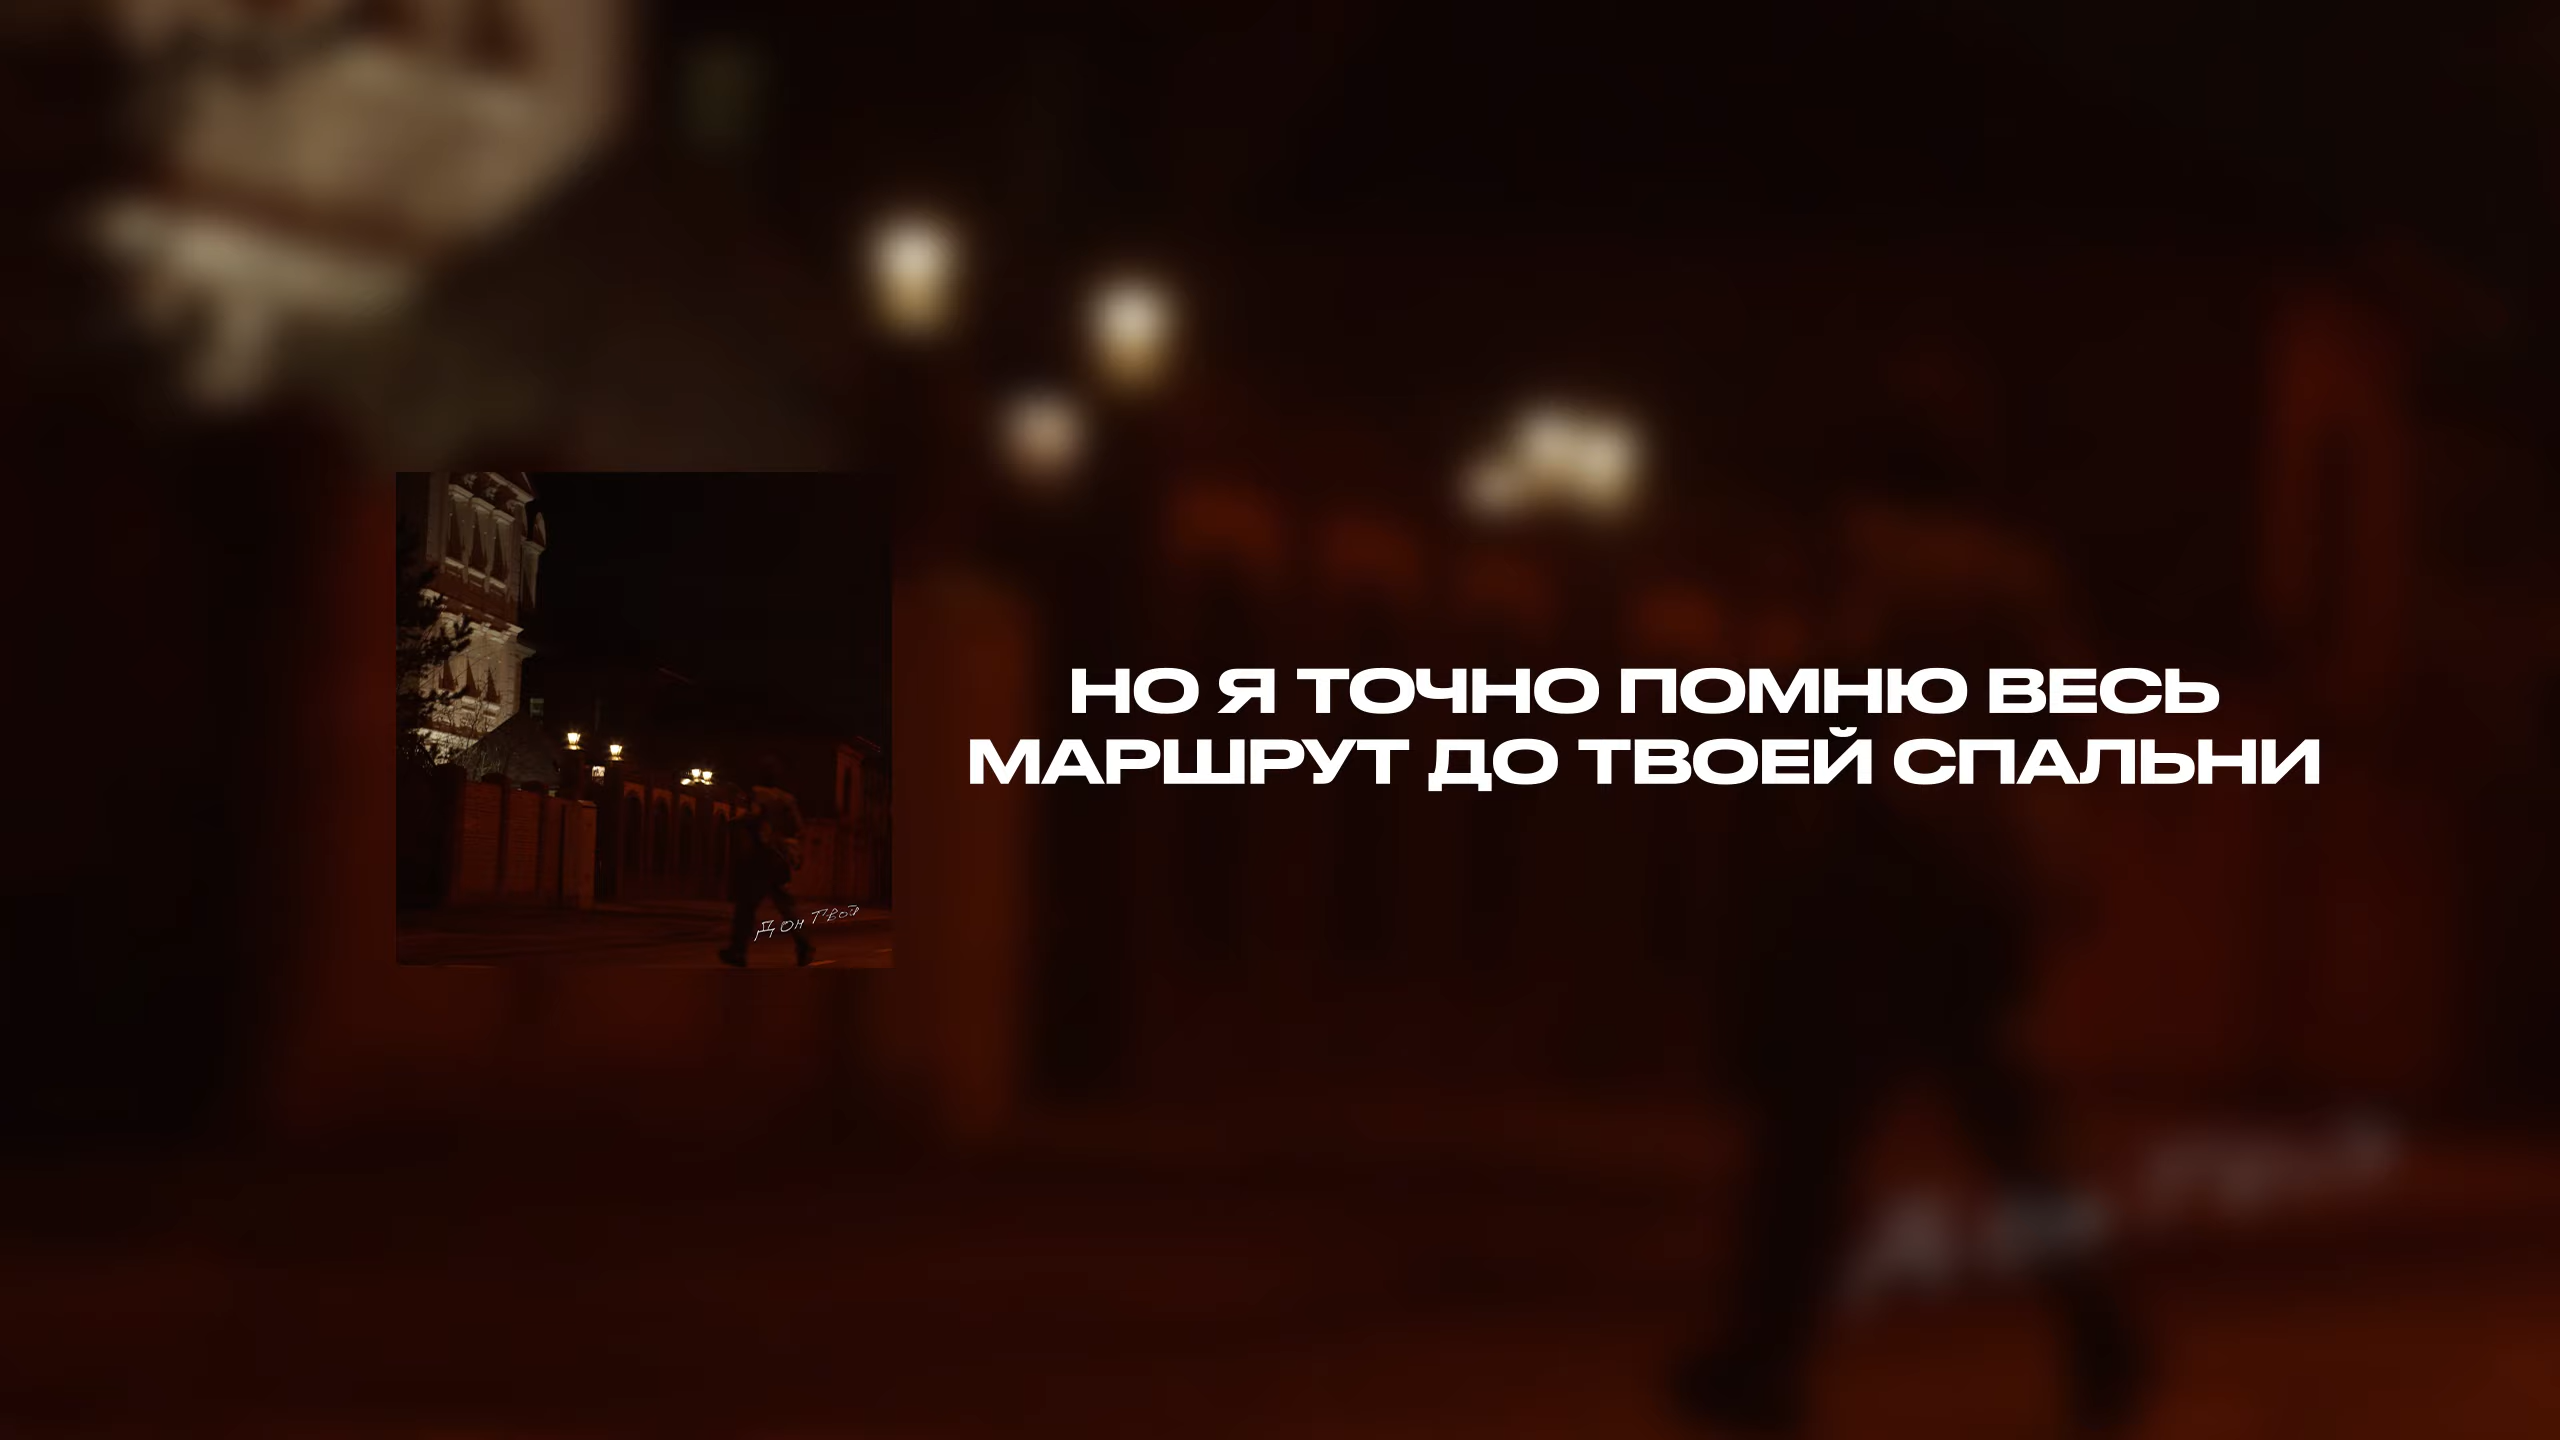 НО Я ТОЧНО ПОМНЮ ВЕСЬ
МАРШРУТ ДО ТВОЕЙ СПАЛЬНИ
Дон Твой